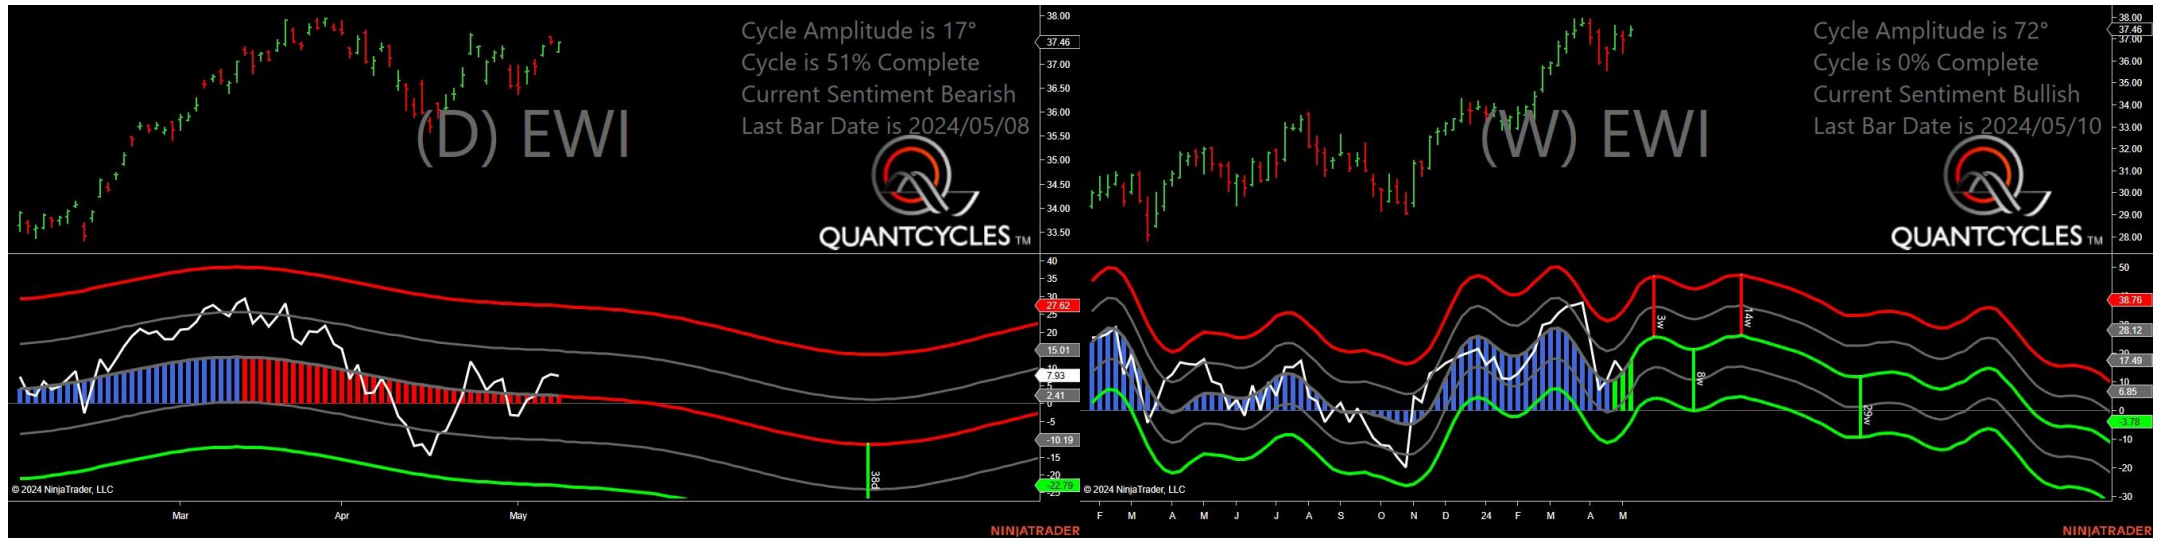 Cycle Amplitude is 17°
Cycle is 51% Complete
Current Sentiment Bearish
Last Bar Date is 2024/05/08
(D) EWI
QUANTCYCLES TM
38.00
37.46
37.00
36.50
36.00
35.50
35.00
34.50
34.00
33.50
40
35
30
27.62
25
20
15.01
10
7.93
2.41
0
-5
-10.19
-15
-20
-22.79
-25
38d
© 2024 NinjaTrader, LLC
Mar
Apr
May
NINJATRADER
Cycle Amplitude is 72°
Cycle is 0% Complete
Current Sentiment Bullish
Last Bar Date is 2024/05/10
(W) EWI
QUANTCYCLES TM
38.00
37.46
37.00
36.00
35.00
34.00
33.00
32.00
31.00
30.00
29.00
28.00
50
38.76
28.12
17.49
10
6.85
0
-3.78
-10
-20
-30
3w
14w
8w
29w
© 2024 NinjaTrader, LLC
F M A M J J A S O N D 24 F M A M
NINJATRADER